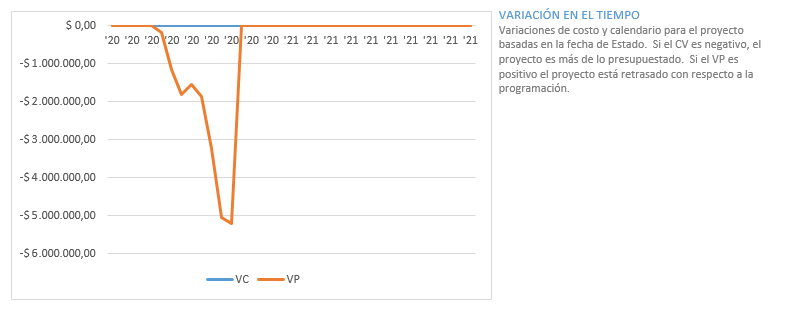 $ 0,00
'20 '20 '20 '20 '20 '20 '20 '20 '20 '21 '21 '21 '21 '21 '21 '21 '21 '21 '21
-$ 1.000.000,00
-$ 2.000.000,00
-$ 3.000.000,00
-$ 4.000.000,00
-$ 5.000.000,00
-$ 6.000.000,00
VC VP
VARIACIÓN EN EL TIEMPO
Variaciones de costo y calendario para el proyecto
basadas en la fecha de Estado. Si el CV es negativo, el
proyecto es más de lo presupuestado. Si el VP es
positivo el proyecto está retrasado con respecto a la
programación.